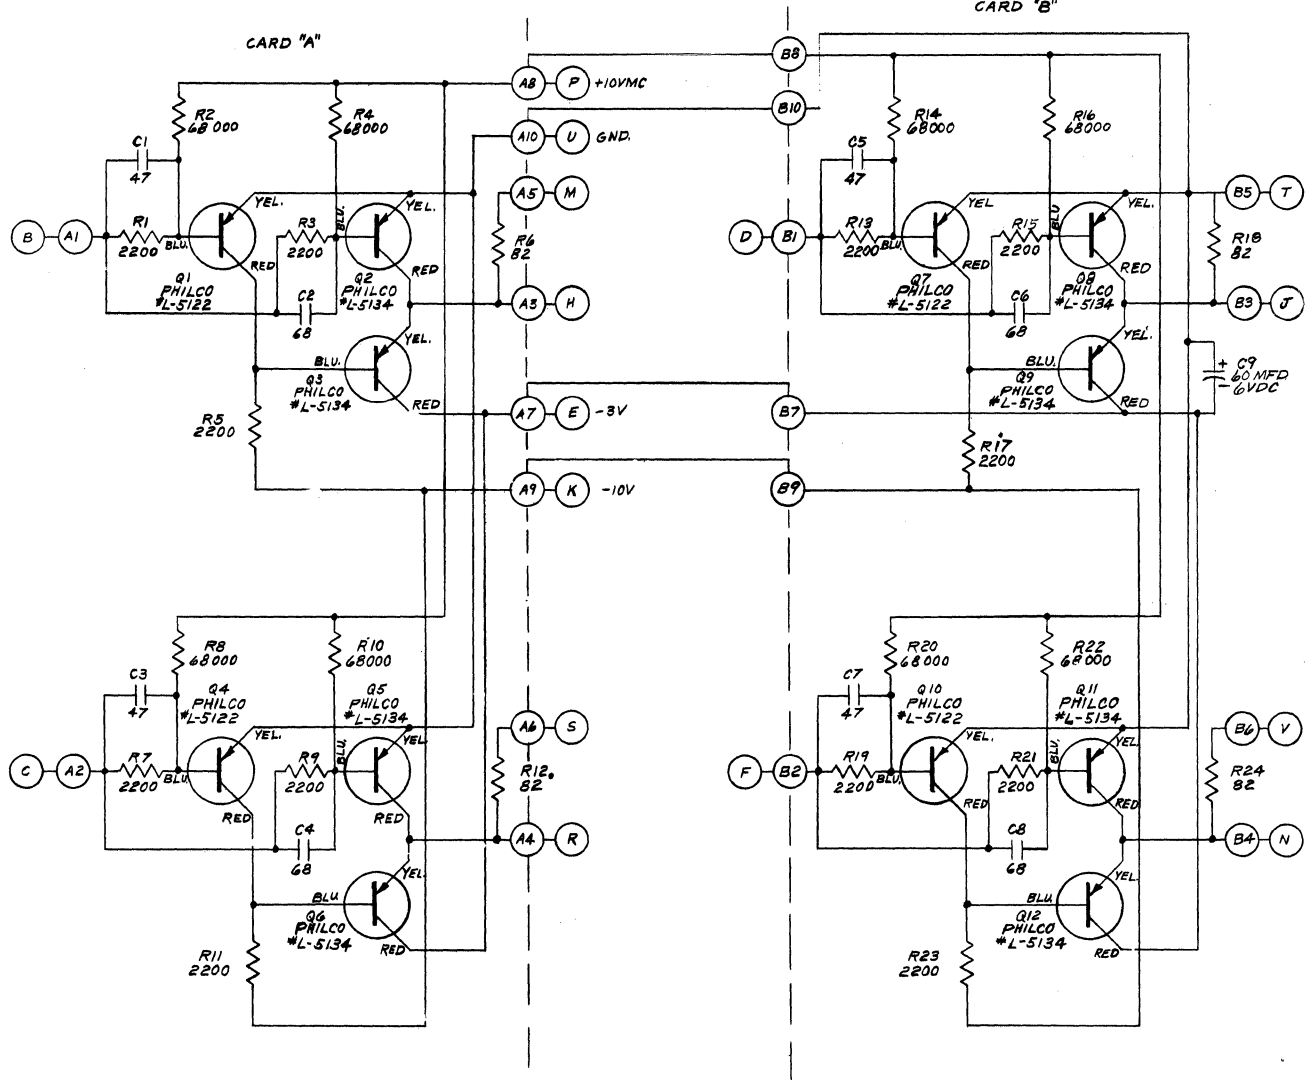 CARD "A"
CARD "B"
A8 P +10VMC
B8
B10
A10 U GND.
A5 M
A3 H
A7 E -3V
B7
A9 K -10V
B9
R2
68000
R4
68000
C1
47
B A1
R1
2200
BLU.
YEL.
RED
Q1
PHILCO
#L-5122
R3
2200
BLU.
YEL.
RED
Q2
PHILCO
#L-5134
C2
68
R6
82
BLU.
YEL.
RED
Q3
PHILCO
#L-5134
R5
2200
R14
68000
R16
68000
C5
47
D B1
R13
2200
BLU.
YEL
RED
Q7
PHILCO
#L-5122
R15
2200
BLU
YEL.
RED
Q8
PHILCO
#L-5134
C6
68
B5 T
R18
82
B3 J
BLU.
YEL.
RED
Q9
PHILCO
#L-5134
+ C9
60 MFD
- 6VDC
R17
2200
R8
68000
R10
68000
C3
47
Q4
PHILCO
#L-5122
Q5
PHILCO
#L-5134
C A2
R7
2200
BLU.
YEL.
RED
R9
2200
BLU.
YEL
RED
C4
68
A6 S
R12.
82
A4 R
BLU
YEL.
RED
Q6
PHILCO
#L-5134
R11
2200
R20
68000
R22
68000
C7
47
Q10
PHILCO
#L-5122
Q11
PHILCO
#L-5134
F B2
R19
2200
BLU.
YEL.
RED
R21
2200
BLU.
YEL
RED
C8
68
B6 V
R24
82
B4 N
BLU.
YEL.
RED
Q12
PHILCO
#L-5134
R23
2200